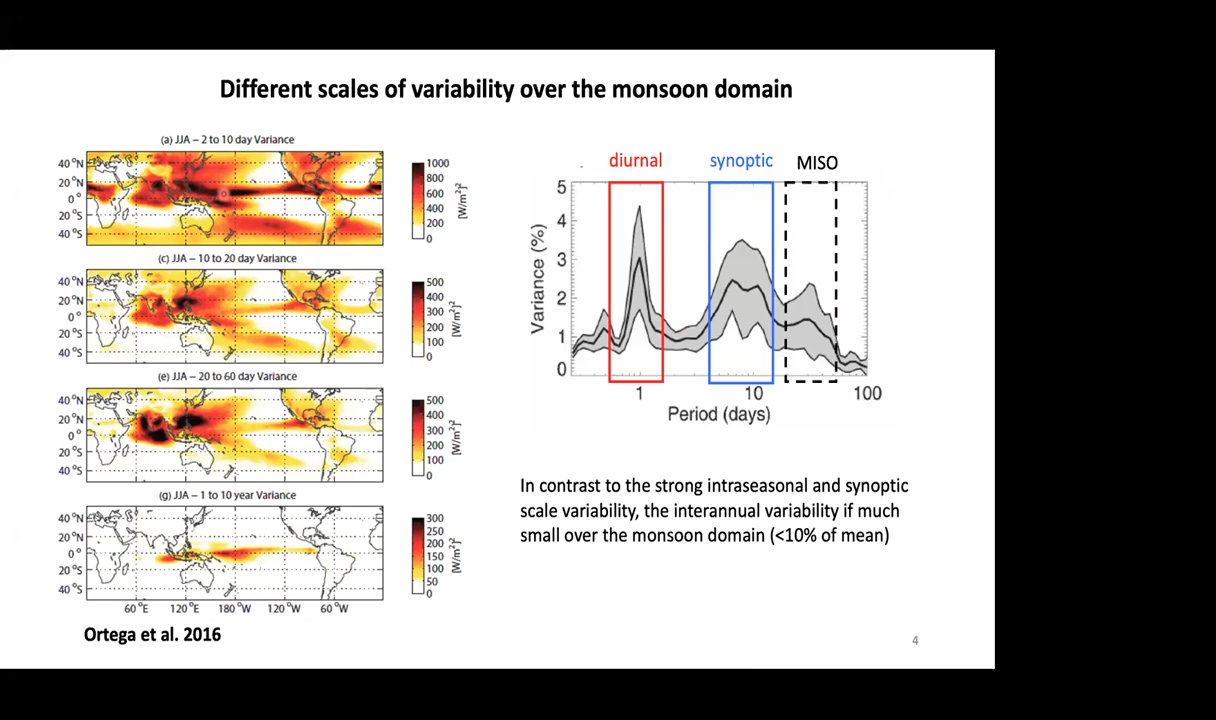 Different scales of variability over the monsoon domain
(a) JJA – 2 to 10 day Variance
40 °N
20 °N
0 °
20 °S
40 °S
1000
800
600
400
200
0
[W/m²]²
(c) JJA – 10 to 20 day Variance
40 °N
20 °N
0 °
20 °S
40 °S
500
400
300
200
100
0
[W/m²]²
(e) JJA – 20 to 60 day Variance
40 °N
20 °N
0 °
20 °S
40 °S
500
400
300
200
100
0
[W/m²]²
(g) JJA – 1 to 10 year Variance
40 °N
20 °N
0 °
20 °S
40 °S
300
250
200
150
100
50
0
[W/m²]²
60 °E 120 °E 180 °W 120 °W 60 °W
Ortega et al. 2016
diurnal synoptic MISO
5
4
3
2
1
0
Variance (%)
1 10 100
Period (days)
In contrast to the strong intraseasonal and synoptic
scale variability, the interannual variability if much
small over the monsoon domain (<10% of mean)
4